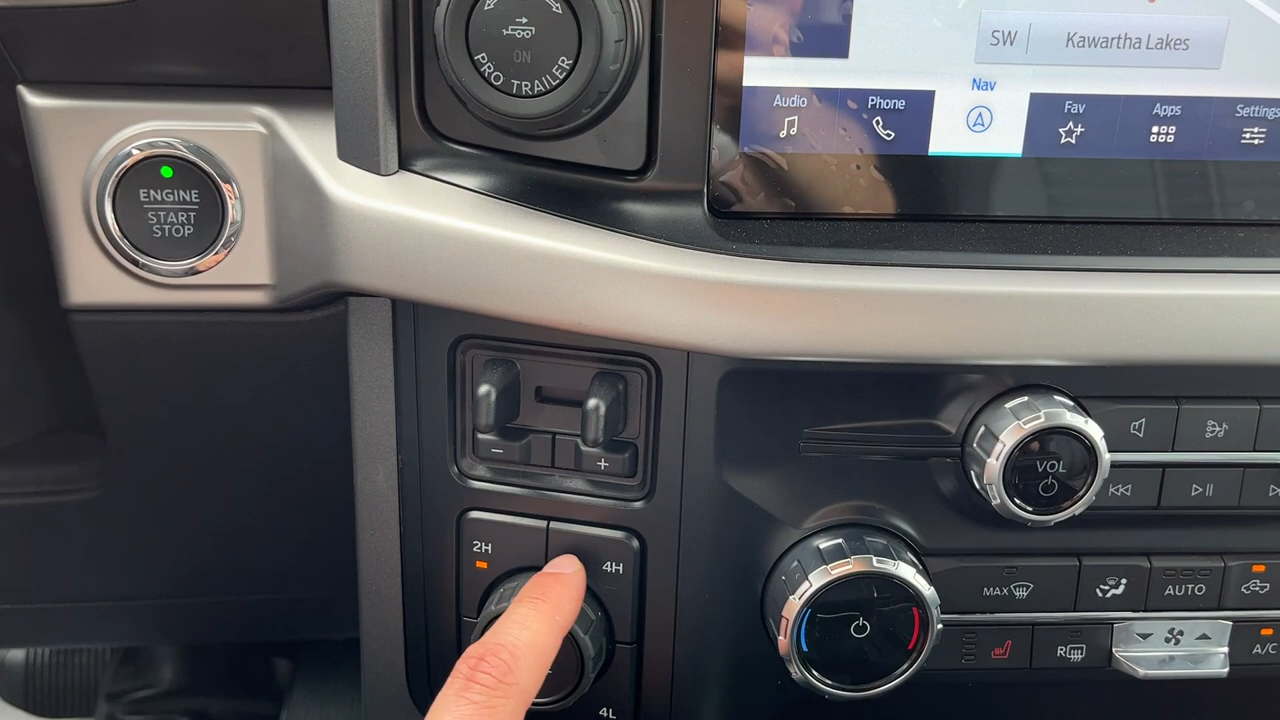 ON
PRO TRAILER
SW Kawartha Lakes
Audio
Phone
Nav
Fav
Apps
Settings
ENGINE
START
STOP
− +
VOL
2H
4H
4L
MAX
AUTO
R
A/C